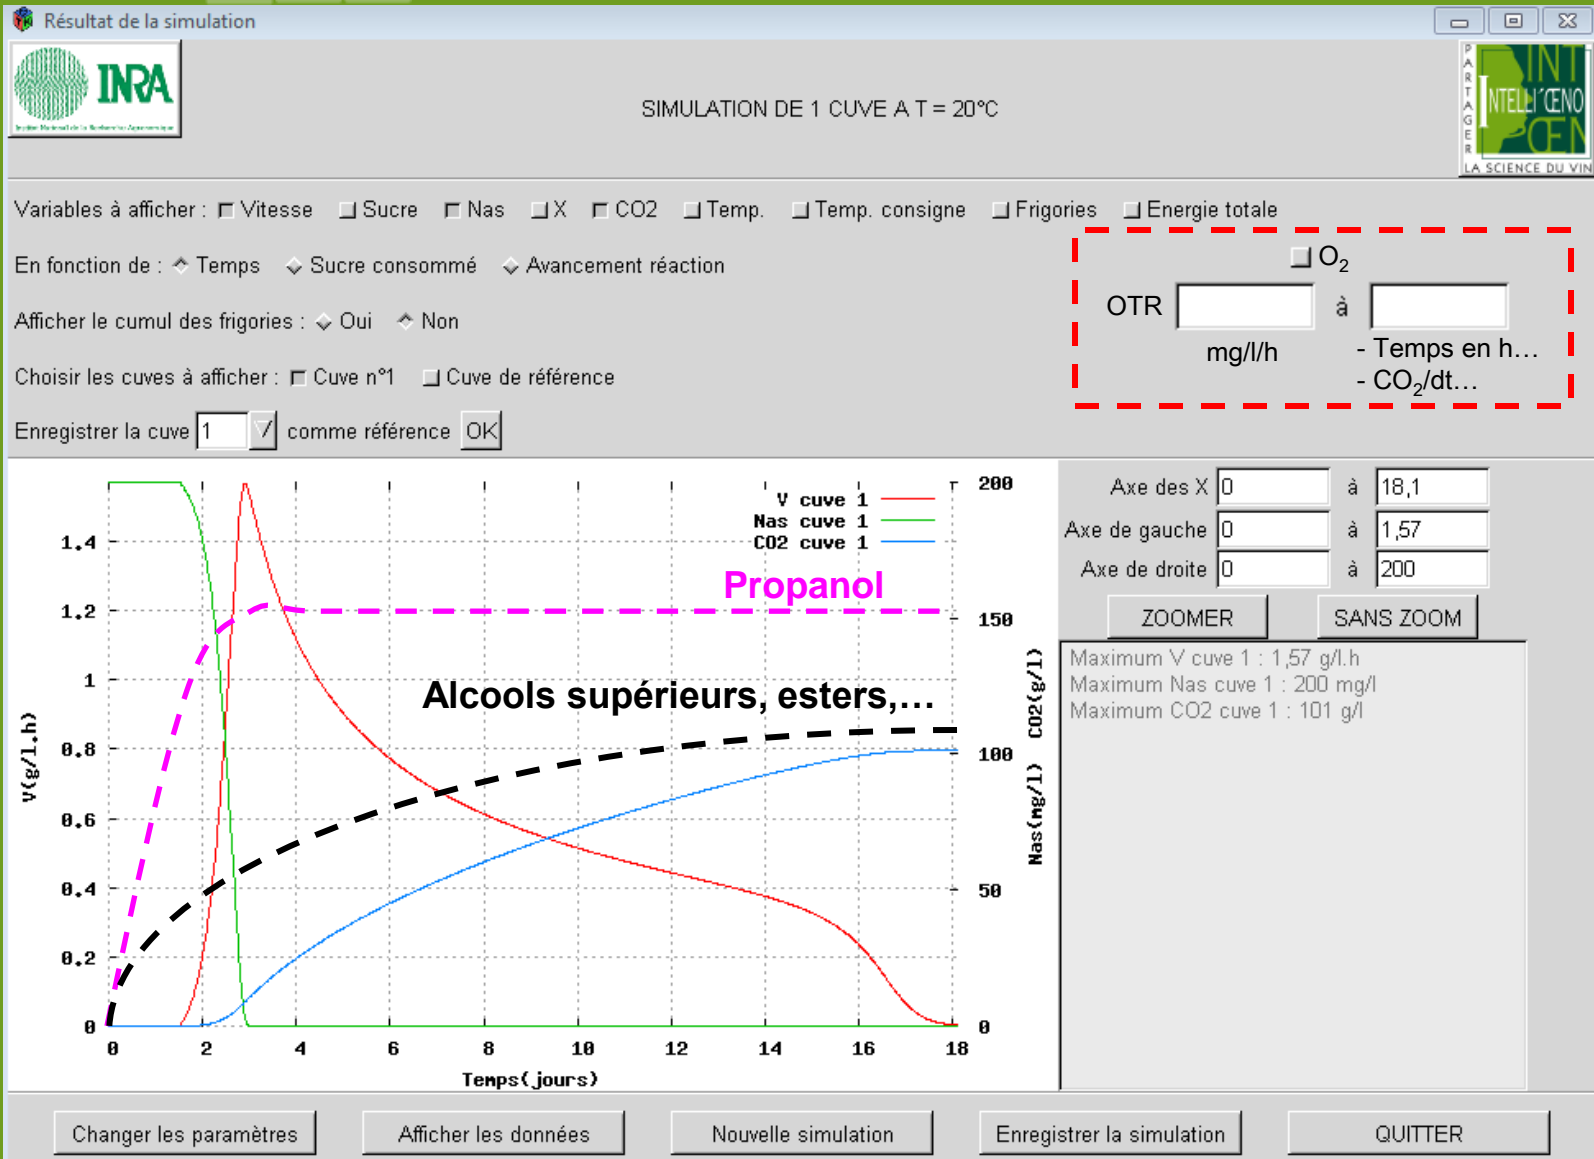 Résultat de la simulation
INRA
Institut National de la Recherche Agronomique
SIMULATION DE 1 CUVE A T = 20°C
PARTAGER
INTELLI'ŒNO
LA SCIENCE DU VIN
Variables à afficher : Vitesse Sucre Nas X CO2 Temp. Temp. consigne Frigories Energie totale
En fonction de : Temps Sucre consommé Avancement réaction
Afficher le cumul des frigories : Oui Non
Choisir les cuves à afficher : Cuve n°1 Cuve de référence
Enregistrer la cuve 1 comme référence OK
O2
OTR à
mg/l/h
- Temps en h…
- CO2/dt…
V cuve 1
Nas cuve 1
CO2 cuve 1
Propanol
Alcools supérieurs, esters,…
V(g/l.h)
1.4
1.2
1
0.8
0.6
0.4
0.2
0
0 2 4 6 8 10 12 14 16 18
Temps(jours)
200
150
100
50
0
Nas(mg/l) CO2(g/l)
Axe des X 0 à 18,1
Axe de gauche 0 à 1,57
Axe de droite 0 à 200
ZOOMER SANS ZOOM
Maximum V cuve 1 : 1,57 g/l.h
Maximum Nas cuve 1 : 200 mg/l
Maximum CO2 cuve 1 : 101 g/l
Changer les paramètres Afficher les données Nouvelle simulation Enregistrer la simulation QUITTER